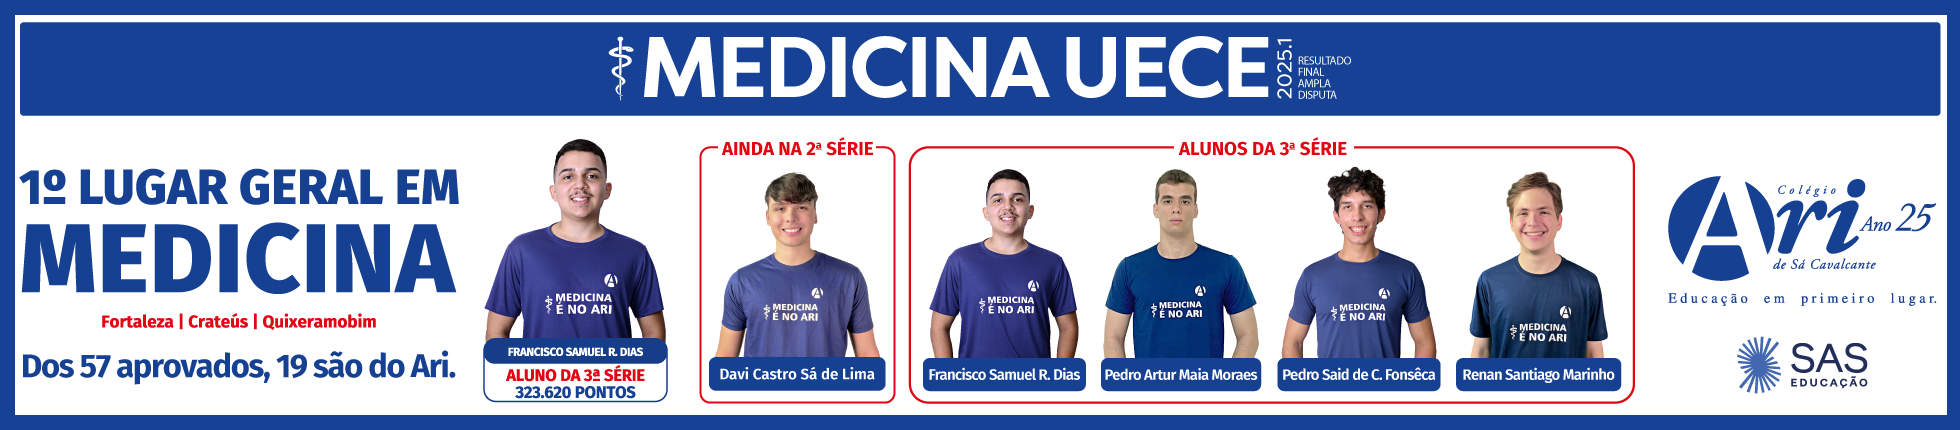 MEDICINA UECE
2025.1
RESULTADO
FINAL
AMPLA
DISPUTA
1º LUGAR GERAL EM
MEDICINA
Fortaleza | Crateús | Quixeramobim
Dos 57 aprovados, 19 são do Ari.
MEDICINA
É NO ARI
FRANCISCO SAMUEL R. DIAS
ALUNO DA 3ª SÉRIE
323.620 PONTOS
AINDA NA 2ª SÉRIE
MEDICINA
É NO ARI
Davi Castro Sá de Lima
ALUNOS DA 3ª SÉRIE
MEDICINA
É NO ARI
Francisco Samuel R. Dias
MEDICINA
É NO ARI
Pedro Artur Maia Moraes
MEDICINA
É NO ARI
Pedro Said de C. Fonsêca
MEDICINA
É NO ARI
Renan Santiago Marinho
Colégio
Ari Ano 25
de Sá Cavalcante
Educação em primeiro lugar.
SAS
EDUCAÇÃO